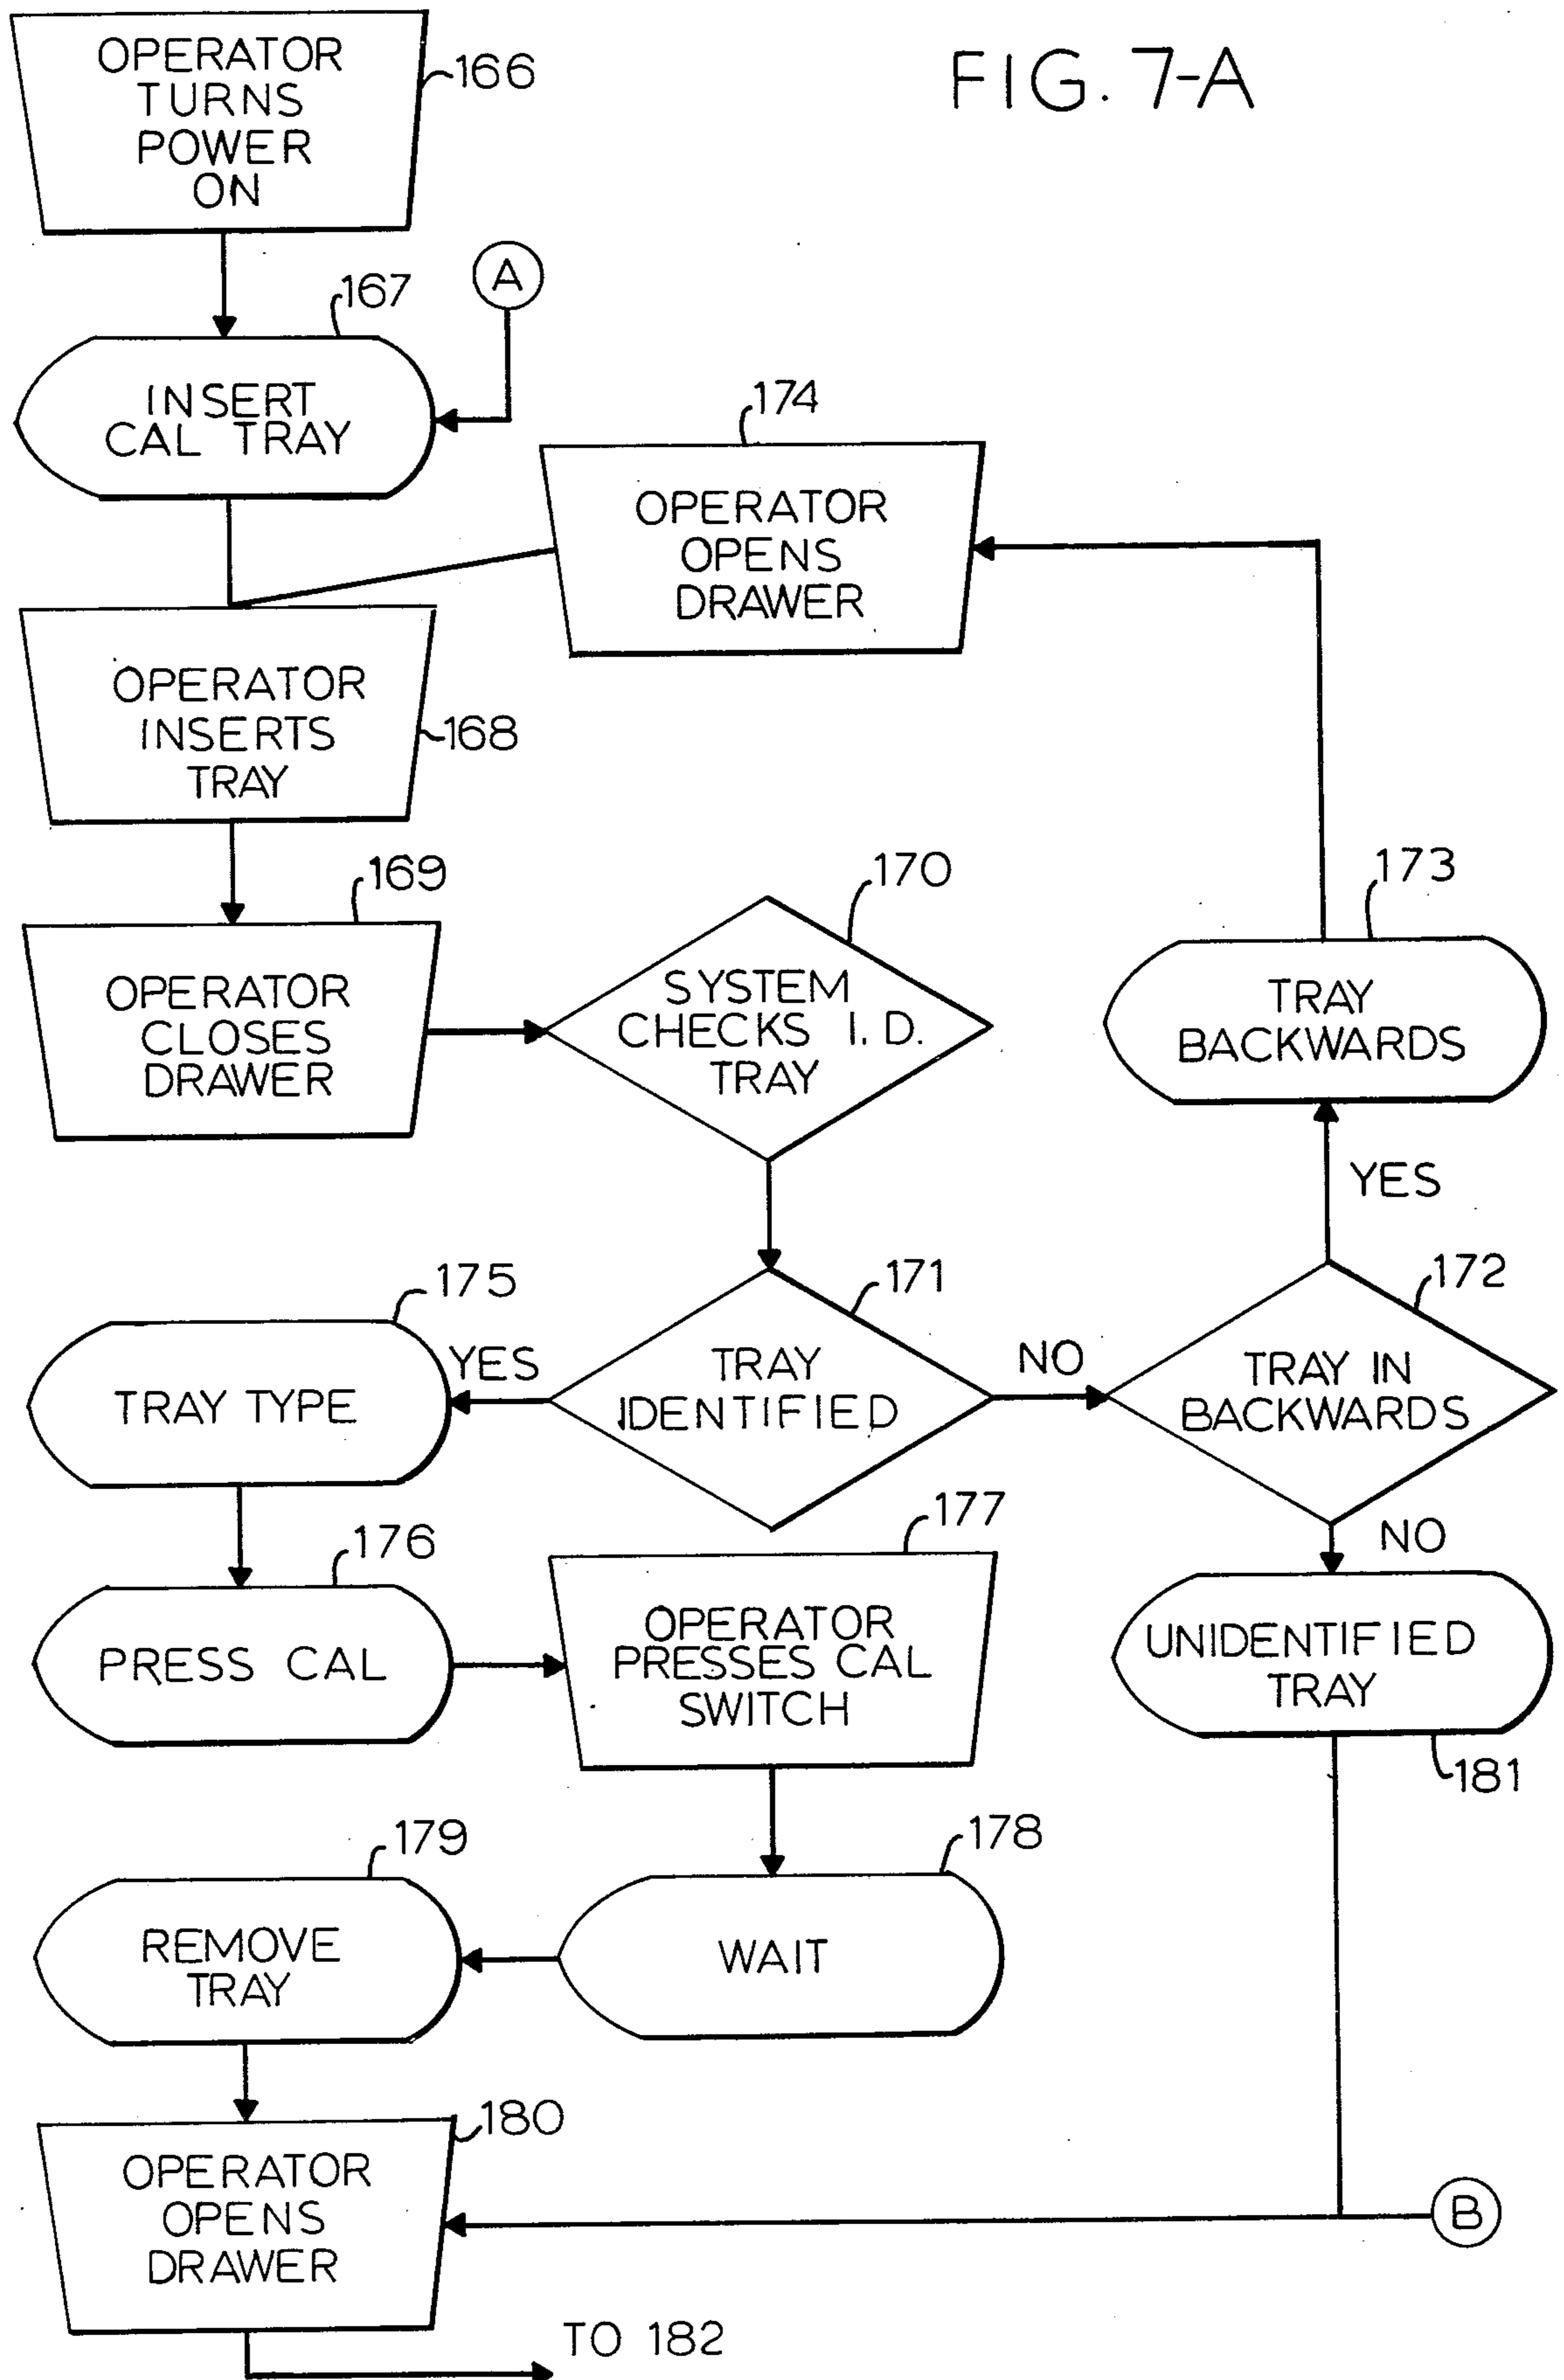 FIG. 7-A
OPERATOR
TURNS
POWER
ON
166
A
167
INSERT
CAL TRAY
174
OPERATOR
OPENS
DRAWER
OPERATOR
INSERTS
TRAY
168
169
OPERATOR
CLOSES
DRAWER
170
SYSTEM
CHECKS I.D.
TRAY
173
TRAY
BACKWARDS
YES
175
TRAY TYPE
YES
171
TRAY
IDENTIFIED
NO
172
TRAY IN
BACKWARDS
NO
176
PRESS CAL
177
OPERATOR
PRESSES CAL
SWITCH
UNIDENTIFIED
TRAY
181
179
REMOVE
TRAY
178
WAIT
180
OPERATOR
OPENS
DRAWER
B
TO 182